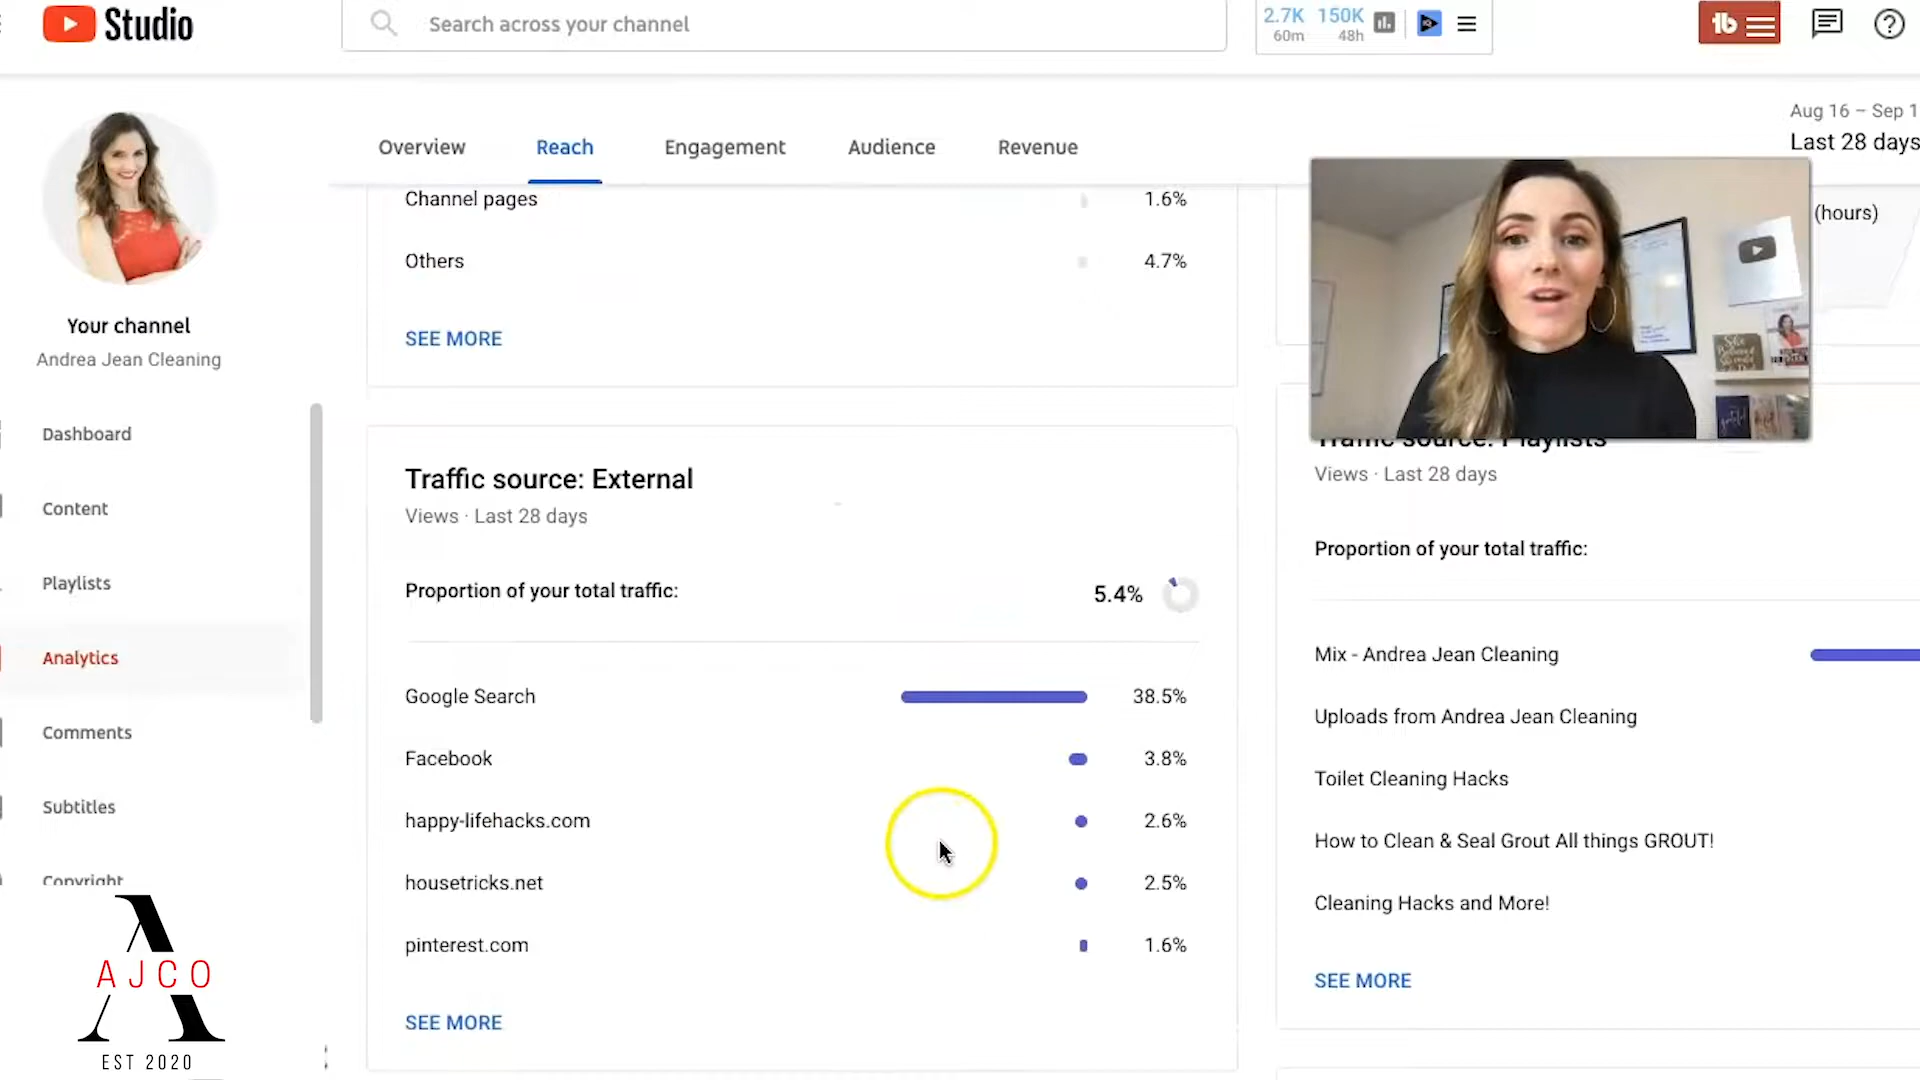 Studio
Search across your channel
2.7K 150K
60m 48h
tb
Aug 16 – Sep 1
Last 28 days
Overview
Reach
Engagement
Audience
Revenue
Channel pages 1.6%
Others 4.7%
SEE MORE
(hours)
Your channel
Andrea Jean Cleaning
Dashboard
Content
Playlists
Analytics
Comments
Subtitles
Copyright
AJCO
EST 2020
Traffic source: External
Views · Last 28 days
Proportion of your total traffic: 5.4%
Google Search 38.5%
Facebook 3.8%
happy-lifehacks.com 2.6%
housetricks.net 2.5%
pinterest.com 1.6%
SEE MORE
Traffic source: Playlists
Views · Last 28 days
Proportion of your total traffic:
Mix - Andrea Jean Cleaning
Uploads from Andrea Jean Cleaning
Toilet Cleaning Hacks
How to Clean & Seal Grout All things GROUT!
Cleaning Hacks and More!
SEE MORE